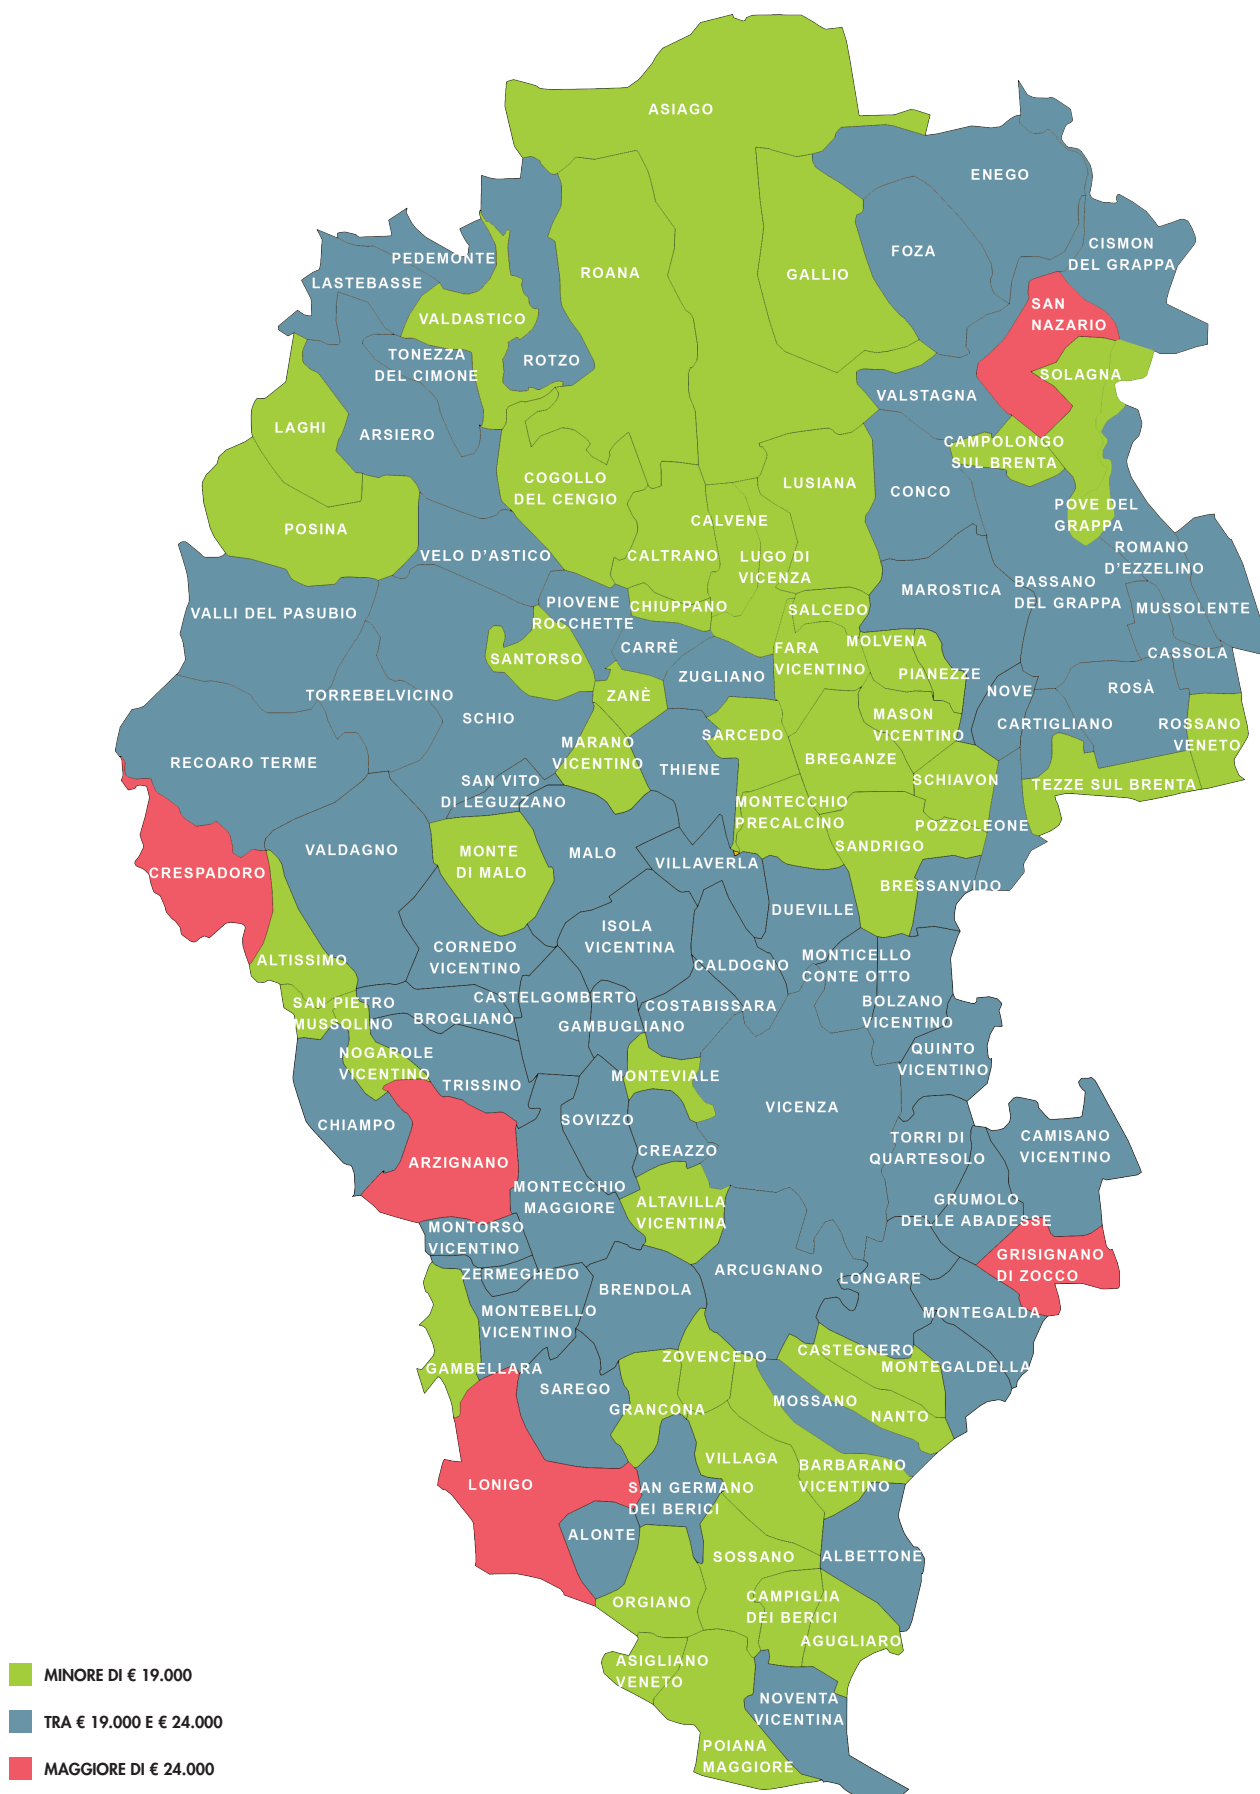 ASIAGO
ENEGO
CISMON
DEL GRAPPA
FOZA
PEDEMONTE
LASTEBASSE
ROANA
GALLIO
SAN
NAZARIO
VALDASTICO
TONEZZA
DEL CIMONE
ROTZO
SOLAGNA
VALSTAGNA
LAGHI
ARSIERO
CAMPOLONGO
SUL BRENTA
COGOLLO
DEL CENGIO
LUSIANA
CONCO
POVE DEL
GRAPPA
POSINA
CALVENE
VELO D'ASTICO
CALTRANO
LUGO DI
VICENZA
ROMANO
D'EZZELINO
VALLI DEL PASUBIO
PIOVENE
ROCCHETTE
CHIUPPANO
SALCEDO
MAROSTICA
BASSANO
DEL GRAPPA
MUSSOLENTE
SANTORSO
CARRÈ
FARA
VICENTINO
MOLVENA
PIANEZZE
CASSOLA
TORREBELVICINO
ZANÈ
ZUGLIANO
NOVE
ROSÀ
SCHIO
MASON
VICENTINO
CARTIGLIANO
ROSSANO
VENETO
RECOARO TERME
MARANO
VICENTINO
SARCEDO
THIENE
BREGANZE
SAN VITO
DI LEGUZZANO
SCHIAVON
TEZZE SUL BRENTA
MONTECCHIO
PRECALCINO
POZZOLEONE
CRESPADORO
VALDAGNO
MONTE
DI MALO
MALO
VILLAVERLA
SANDRIGO
BRESSANVIDO
DUEVILLE
ISOLA
VICENTINA
ALTISSIMO
CORNEDO
VICENTINO
CALDOGNO
MONTICELLO
CONTE OTTO
SAN PIETRO
MUSSOLINO
CASTELGOMBERTO
BROGLIANO
GAMBUGLIANO
COSTABISSARA
BOLZANO
VICENTINO
NOGAROLE
VICENTINO
TRISSINO
MONTEVIALE
QUINTO
VICENTINO
CHIAMPO
SOVIZZO
VICENZA
CREAZZO
TORRI DI
QUARTESOLO
CAMISANO
VICENTINO
ARZIGNANO
MONTECCHIO
MAGGIORE
ALTAVILLA
VICENTINA
GRUMOLO
DELLE ABADESSE
MONTORSO
VICENTINO
GRISIGNANO
DI ZOCCO
ZERMEGHEDO
BRENDOLA
ARCUGNANO
LONGARE
MONTEBELLO
VICENTINO
MONTEGALDA
GAMBELLARA
ZOVENCEDO
CASTEGNERO
MONTEGALDELLA
SAREGO
GRANCONA
MOSSANO
NANTO
LONIGO
VILLAGA
BARBARANO
VICENTINO
SAN GERMANO
DEI BERICI
ALONTE
SOSSANO
ALBETTONE
ORGIANO
CAMPIGLIA
DEI BERICI
AGUGLIARO
ASIGLIANO
VENETO
NOVENTA
VICENTINA
POIANA
MAGGIORE
MINORE DI € 19.000
TRA € 19.000 E € 24.000
MAGGIORE DI € 24.000